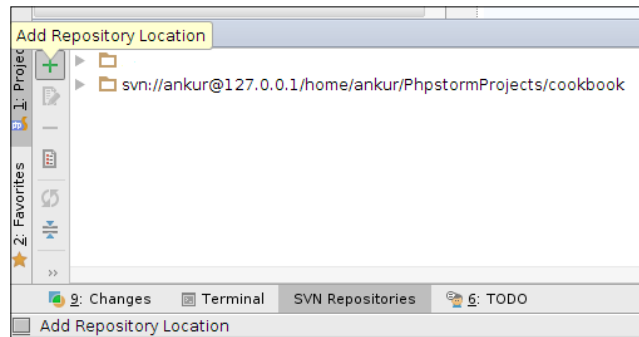 Add Repository Location
1: Projec
svn://ankur@127.0.0.1/home/ankur/PhpstormProjects/cookbook
2: Favorites
9: Changes
Terminal
SVN Repositories
6: TODO
Add Repository Location